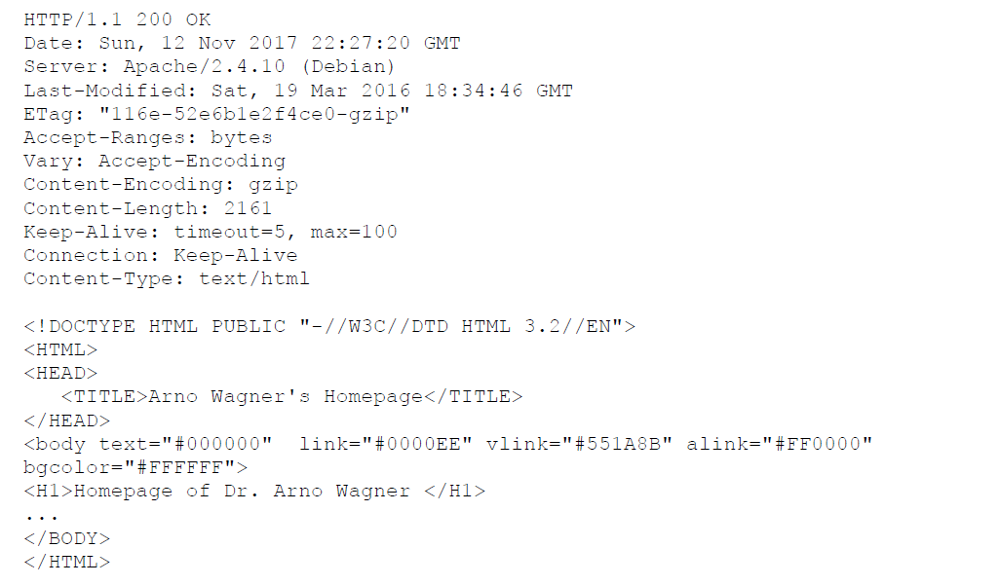 HTTP/1.1 200 OK
Date: Sun, 12 Nov 2017 22:27:20 GMT
Server: Apache/2.4.10 (Debian)
Last-Modified: Sat, 19 Mar 2016 18:34:46 GMT
ETag: "116e-52e6b1e2f4ce0-gzip"
Accept-Ranges: bytes
Vary: Accept-Encoding
Content-Encoding: gzip
Content-Length: 2161
Keep-Alive: timeout=5, max=100
Connection: Keep-Alive
Content-Type: text/html

<!DOCTYPE HTML PUBLIC "-//W3C//DTD HTML 3.2//EN">
<HTML>
<HEAD>
   <TITLE>Arno Wagner's Homepage</TITLE>
</HEAD>
<body text="#000000"  link="#0000EE" vlink="#551A8B" alink="#FF0000"
bgcolor="#FFFFFF">
<H1>Homepage of Dr. Arno Wagner </H1>
...
</BODY>
</HTML>